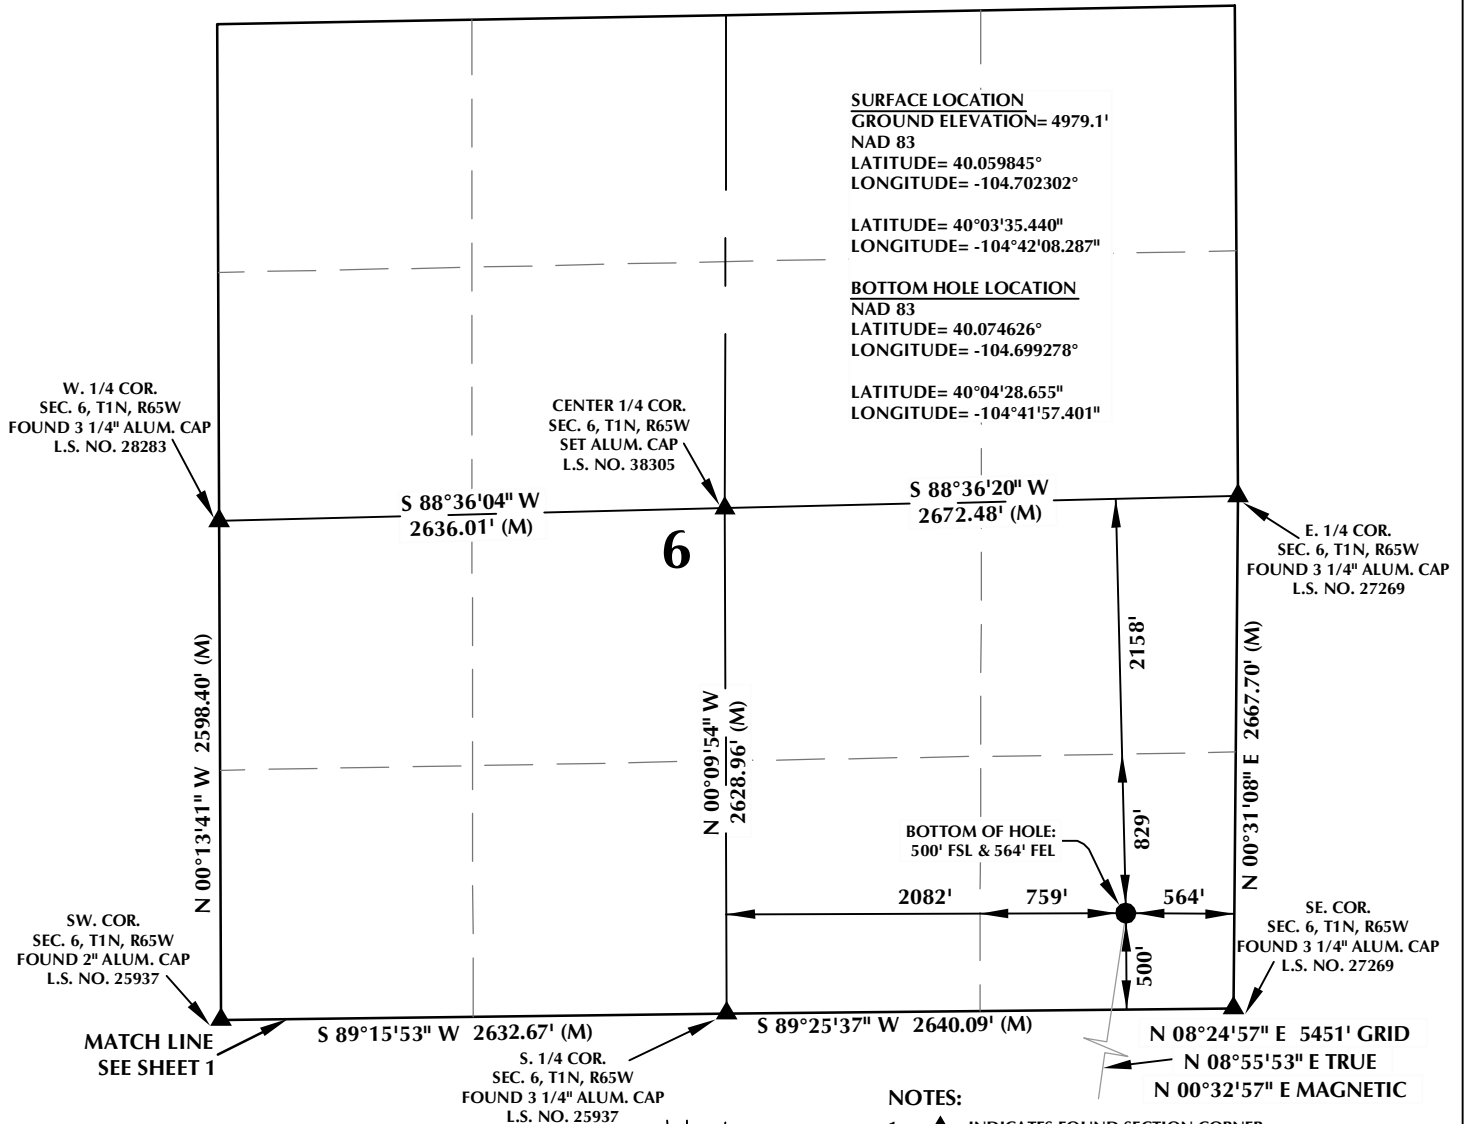 SURFACE LOCATION
GROUND ELEVATION= 4979.1'
NAD 83
LATITUDE= 40.059845°
LONGITUDE= -104.702302°
LATITUDE= 40°03'35.440"
LONGITUDE= -104°42'08.287"
BOTTOM HOLE LOCATION
NAD 83
LATITUDE= 40.074626°
LONGITUDE= -104.699278°
LATITUDE= 40°04'28.655"
LONGITUDE= -104°41'57.401"
W. 1/4 COR.
SEC. 6, T1N, R65W
FOUND 3 1/4" ALUM. CAP
L.S. NO. 28283
CENTER 1/4 COR.
SEC. 6, T1N, R65W
SET ALUM. CAP
L.S. NO. 38305
S 88°36'04" W
2636.01' (M)
S 88°36'20" W
2672.48' (M)
6
E. 1/4 COR.
SEC. 6, T1N, R65W
FOUND 3 1/4" ALUM. CAP
L.S. NO. 27269
N 00°13'41" W 2598.40' (M)
N 00°09'54" W
2628.96' (M)
2158'
N 00°31'08" E 2667.70' (M)
829'
BOTTOM OF HOLE:
500' FSL & 564' FEL
2082'
759'
564'
500'
SW. COR.
SEC. 6, T1N, R65W
FOUND 2" ALUM. CAP
L.S. NO. 25937
SE. COR.
SEC. 6, T1N, R65W
FOUND 3 1/4" ALUM. CAP
L.S. NO. 27269
MATCH LINE
SEE SHEET 1
S 89°15'53" W 2632.67' (M)
S 89°25'37" W 2640.09' (M)
S. 1/4 COR.
SEC. 6, T1N, R65W
FOUND 3 1/4" ALUM. CAP
L.S. NO. 25937
N 08°24'57" E 5451' GRID
N 08°55'53" E TRUE
N 00°32'57" E MAGNETIC
NOTES:
INDICATES FOUND SECTION CORNER